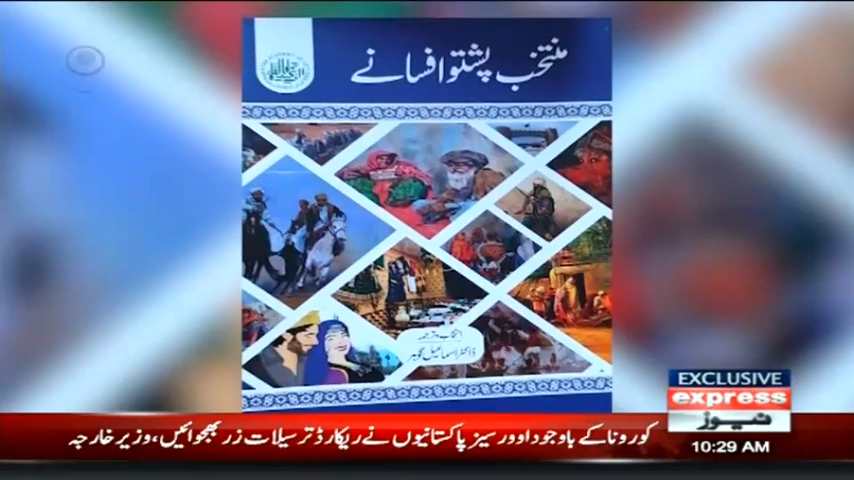 منتخب پشتو افسانے
انتخاب و ترجمہ
ڈاکٹر اسماعیل گوہر
EXCLUSIVE
express
نیوز
10:29 AM
کورونا کے باوجود اوورسیز پاکستانیوں نے ریکارڈ ترسیلات زر بھجوائیں، وزیر خارجہ